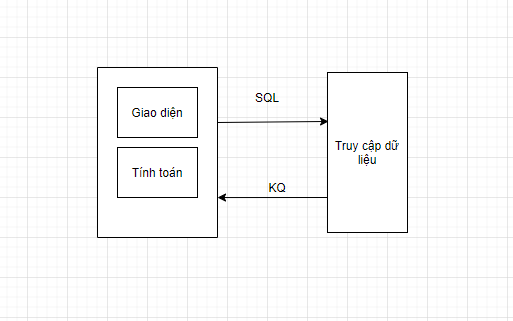 Giao diện
SQL
Truy cập dữ
liệu
Tính toán
KQ